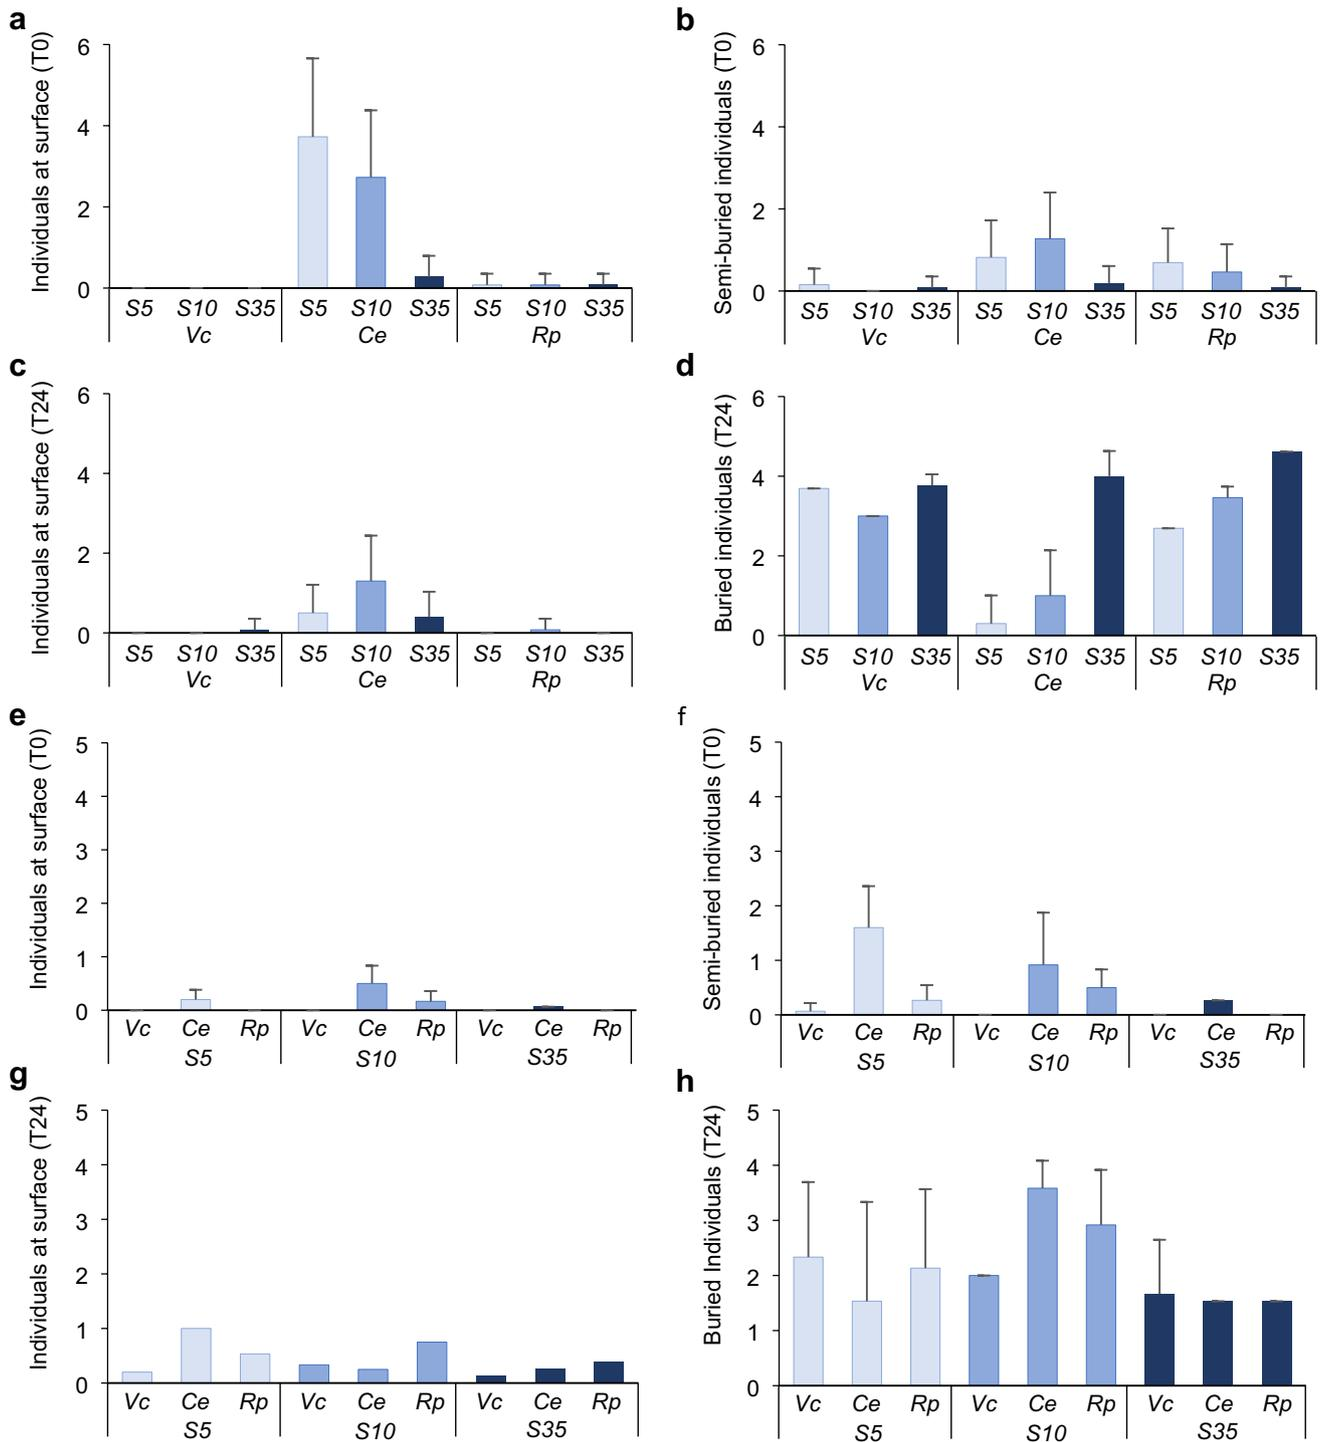 a
Individuals at surface (T0)
6
4
2
0
S5 S10 S35 S5 S10 S35 S5 S10 S35
Vc Ce Rp
b
Semi-buried individuals (T0)
6
4
2
0
S5 S10 S35 S5 S10 S35 S5 S10 S35
Vc Ce Rp
c
Individuals at surface (T24)
6
4
2
0
S5 S10 S35 S5 S10 S35 S5 S10 S35
Vc Ce Rp
d
Buried individuals (T24)
6
4
2
0
S5 S10 S35 S5 S10 S35 S5 S10 S35
Vc Ce Rp
e
Individuals at surface (T0)
5
4
3
2
1
0
Vc Ce Rp Vc Ce Rp Vc Ce Rp
S5 S10 S35
f
Semi-buried individuals (T0)
5
4
3
2
1
0
Vc Ce Rp Vc Ce Rp Vc Ce Rp
S5 S10 S35
g
Individuals at surface (T24)
5
4
3
2
1
0
Vc Ce Rp Vc Ce Rp Vc Ce Rp
S5 S10 S35
h
Buried Individuals (T24)
5
4
3
2
1
0
Vc Ce Rp Vc Ce Rp Vc Ce Rp
S5 S10 S35